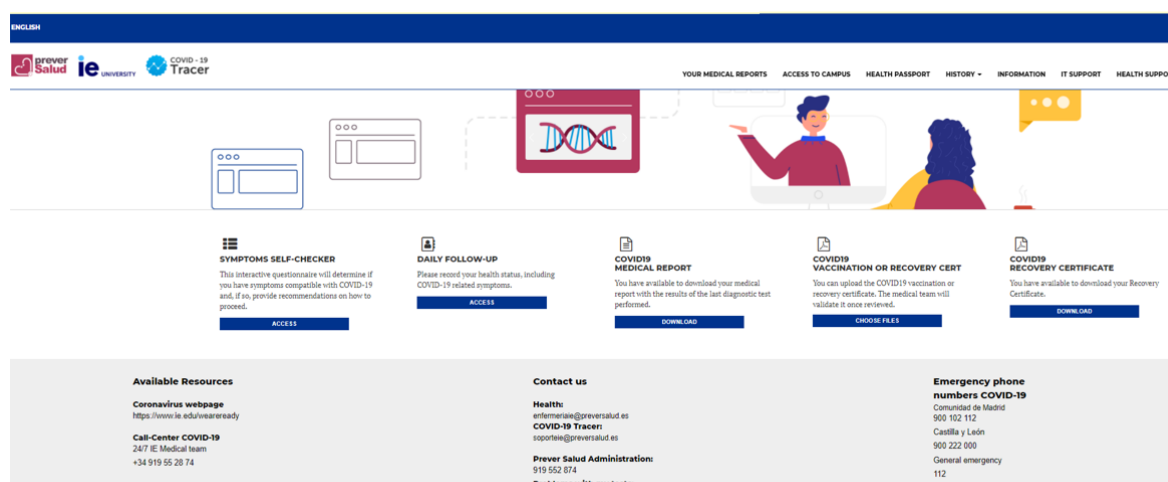 ENGLISH
prever
Salud
ie UNIVERSITY
COVID - 19
Tracer
YOUR MEDICAL REPORTS ACCESS TO CAMPUS HEALTH PASSPORT HISTORY INFORMATION IT SUPPORT HEALTH SUPPO
SYMPTOMS SELF-CHECKER
This interactive questionnaire will determine if
you have symptoms compatible with COVID-19
and, if so, provide recommendations on how to
proceed.
ACCESS
DAILY FOLLOW-UP
Please record your health status, including
COVID-19 related symptoms.
ACCESS
COVID19
MEDICAL REPORT
You have available to download your medical
report with the results of the last diagnostic test
performed.
DOWNLOAD
COVID19
VACCINATION OR RECOVERY CERT
You can upload the COVID19 vaccination or
recovery certificate. The medical team will
validate it once reviewed.
CHOOSE FILES
COVID19
RECOVERY CERTIFICATE
You have available to download your Recovery
Certificate.
DOWNLOAD
Available Resources
Coronavirus webpage
https://www.ie.edu/weareready
Call-Center COVID-19
24/7 IE Medical team
+34 919 55 28 74
Contact us
Health:
enfermeriaie@preversalud.es
COVID-19 Tracer:
soporteie@preversalud.es
Prever Salud Administration:
919 552 874
Emergency phone
numbers COVID-19
Comunidad de Madrid
900 102 112
Castilla y León
900 222 000
General emergency
112